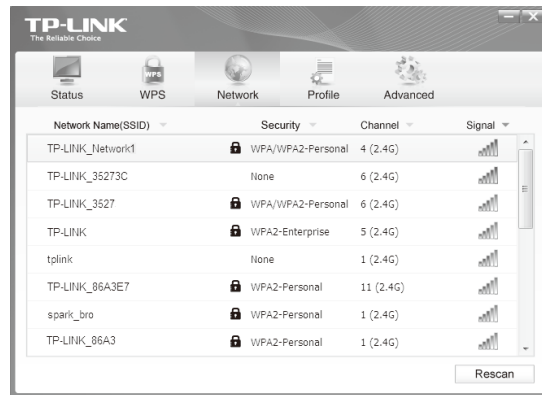 TP-LINK
The Reliable Choice
WPS
Status WPS Network Profile Advanced
Network Name(SSID) Security Channel Signal
TP-LINK_Network1 WPA/WPA2-Personal 4 (2.4G)
TP-LINK_35273C None 6 (2.4G)
TP-LINK_3527 WPA/WPA2-Personal 6 (2.4G)
TP-LINK WPA2-Enterprise 5 (2.4G)
tplink None 1 (2.4G)
TP-LINK_86A3E7 WPA2-Personal 11 (2.4G)
spark_bro WPA2-Personal 1 (2.4G)
TP-LINK_86A3 WPA2-Personal 1 (2.4G)
Rescan